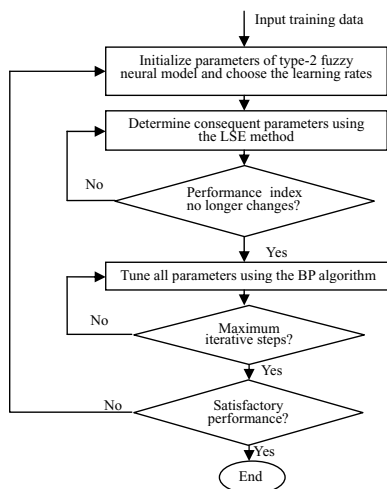 Input training data
Initialize parameters of type-2 fuzzy
neural model and choose the learning rates
Determine consequent parameters using
the LSE method
No
Performance index
no longer changes?
Yes
Tune all parameters using the BP algorithm
No
Maximum
iterative steps?
Yes
No
Satisfactory
performance?
Yes
End